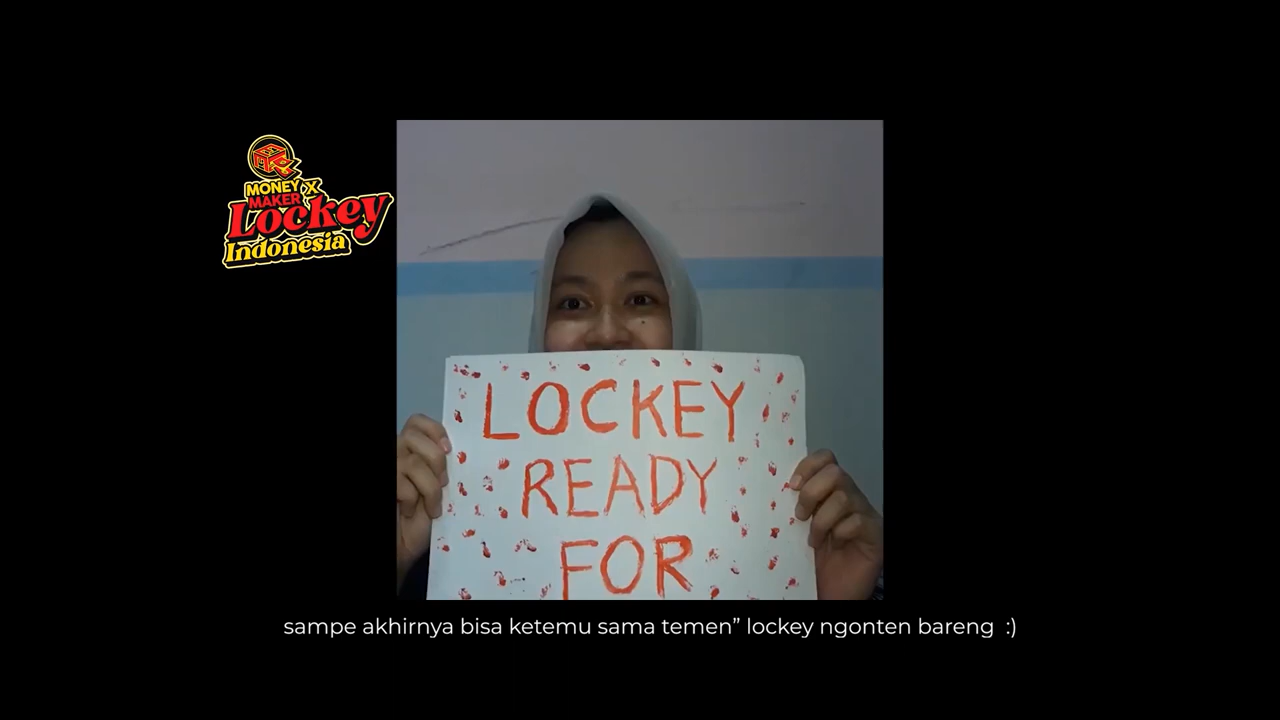 MONEY X
MAKER
Lockey
Indonesia
LOCKEY
READY
FOR
sampe akhirnya bisa ketemu sama temen” lockey ngonten bareng :)